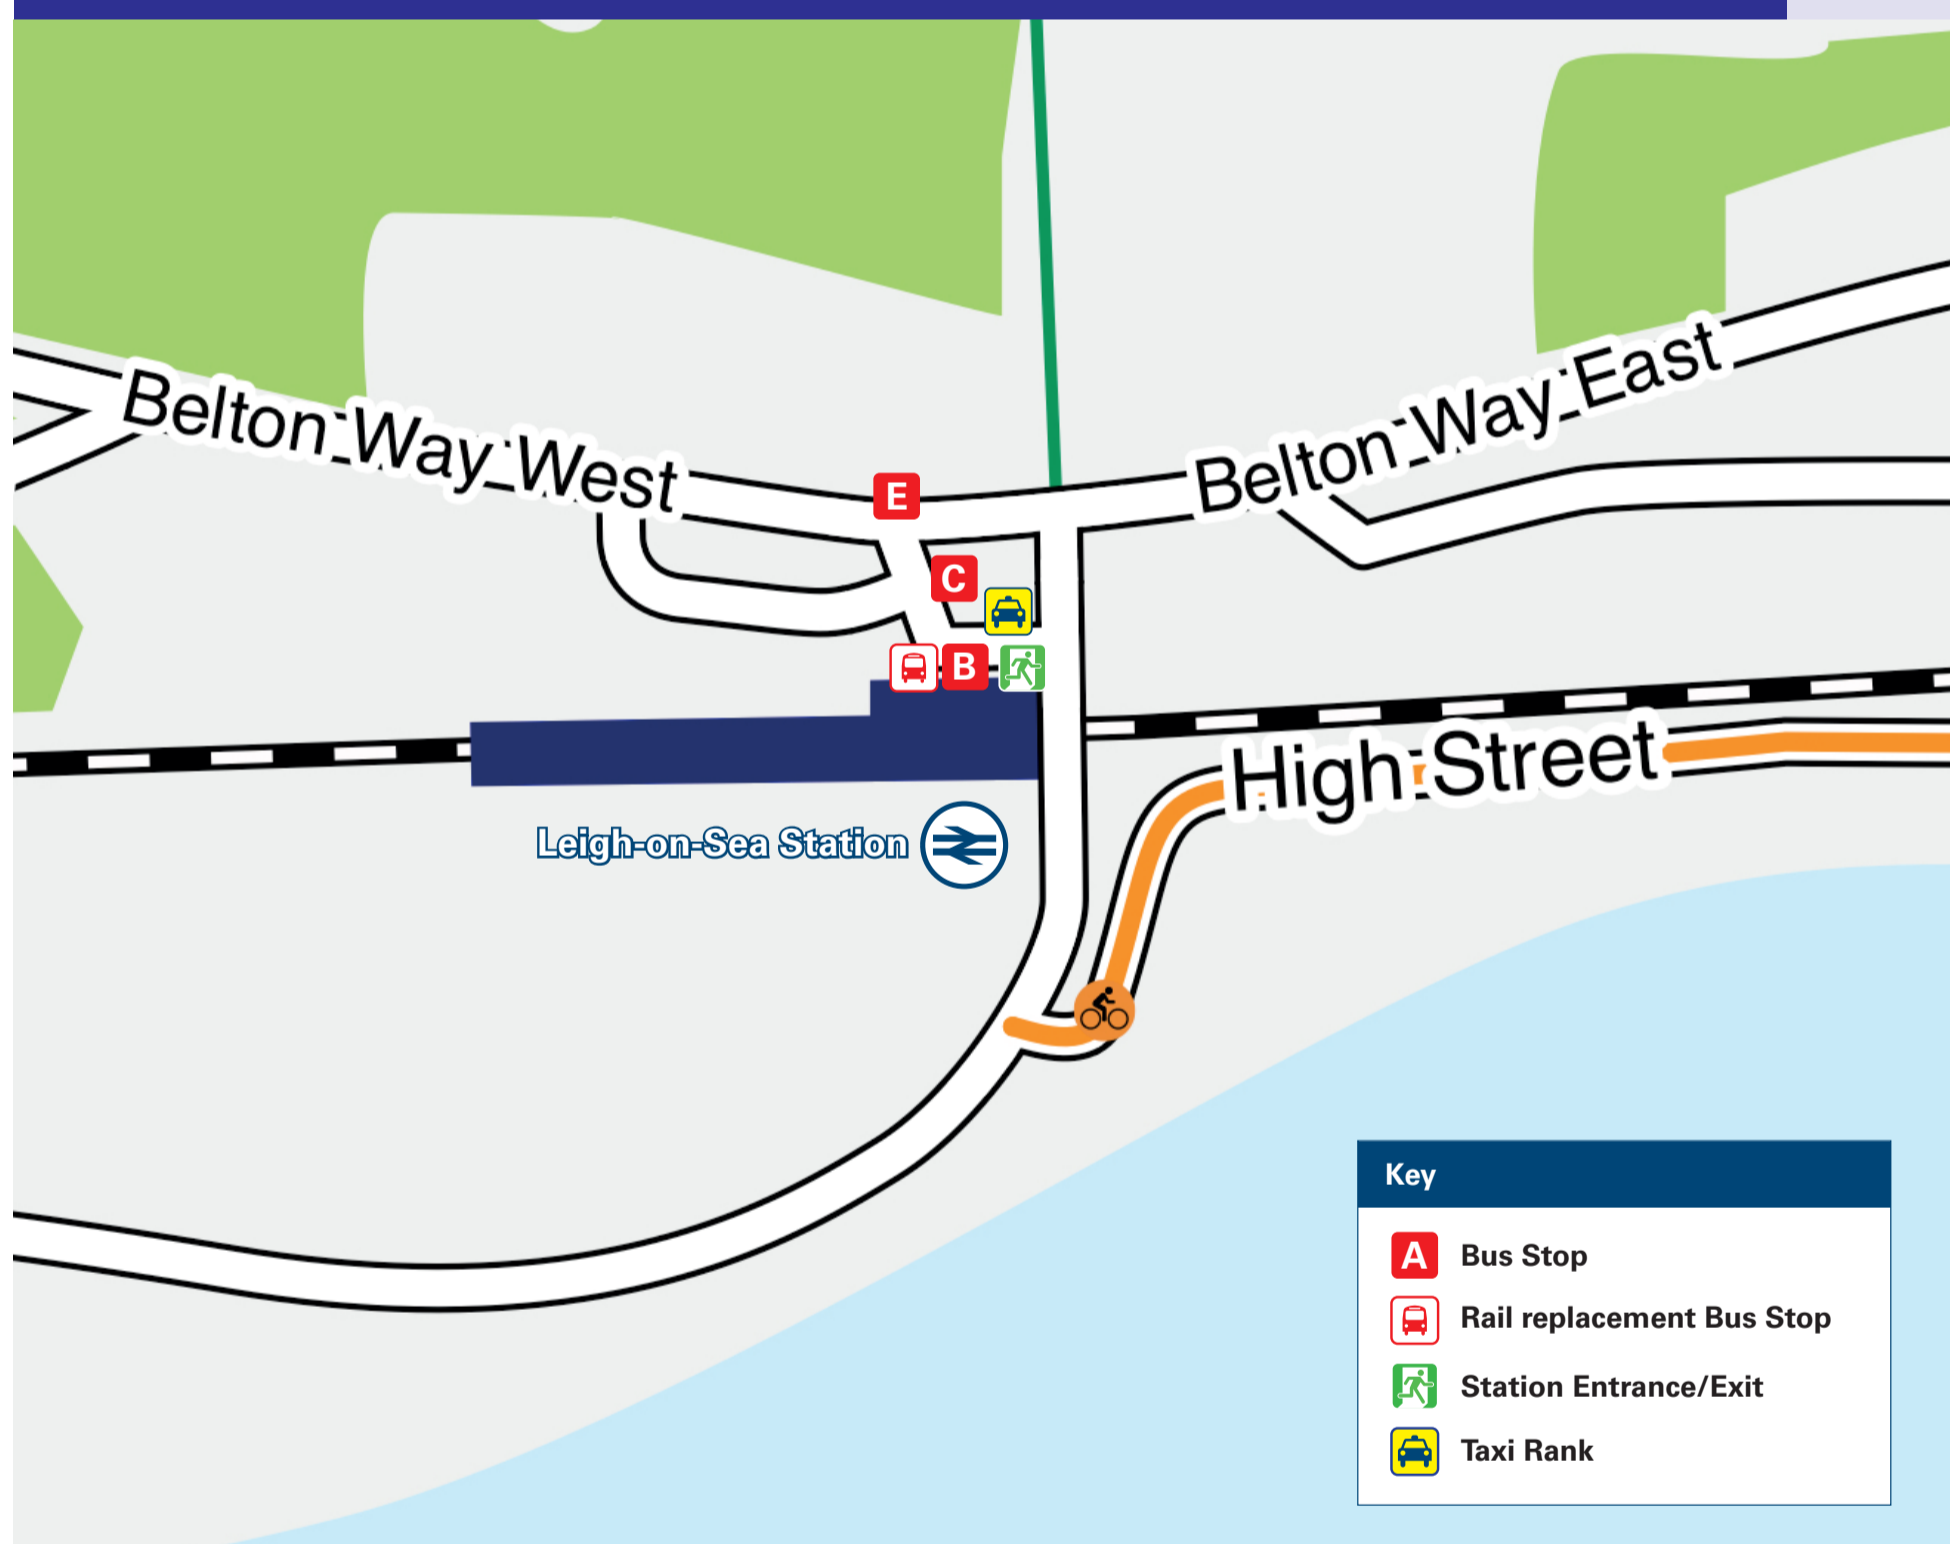 Belton Way West
Belton Way East
E
C
B
High Street
Leigh-on-Sea Station
Key
A Bus Stop
Rail replacement Bus Stop
Station Entrance/Exit
Taxi Rank